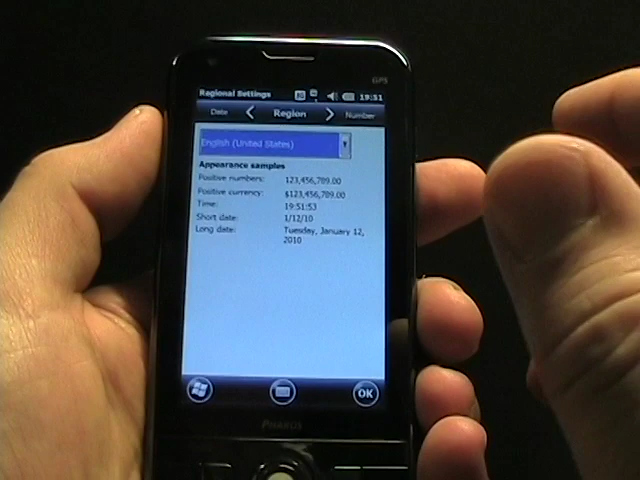 GPS
Regional Settings 19:51
Date Region Number
English (United States)
Appearance samples
Positive numbers: 123,456,789.00
Positive currency: $123,456,789.00
Time: 19:51:53
Short date: 1/12/10
Long date: Tuesday, January 12,
2010
OK
PHAROS